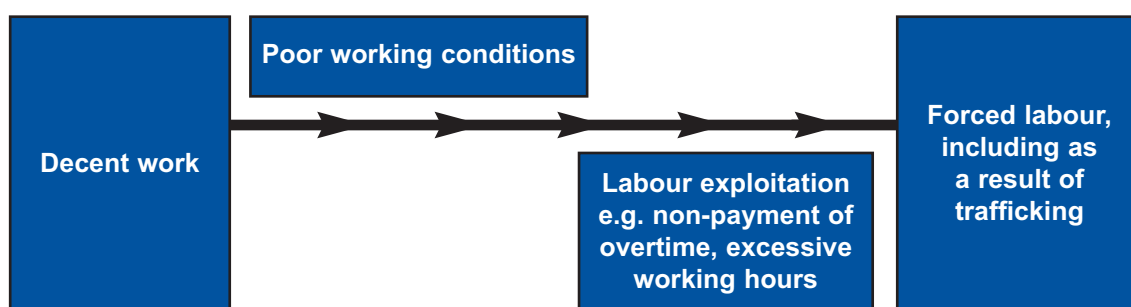 Decent work
Poor working conditions
Labour exploitation
e.g. non-payment of
overtime, excessive
working hours
Forced labour,
including as
a result of
trafficking